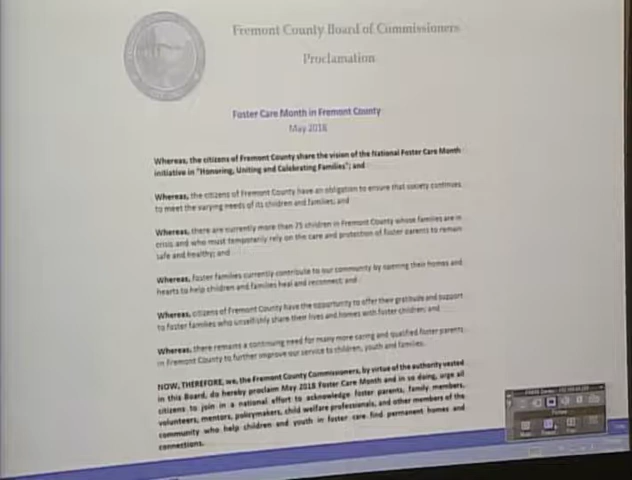 Fremont County Board of Commissioners
Proclamation
Foster Care Month in Fremont County
May 2018
Whereas, the citizens of Fremont County share the vision of the National Foster Care Month
initiative in "Honoring, Uniting and Celebrating Families"; and
Whereas, the citizens of Fremont County have an obligation to ensure that society continues
to meet the varying needs of its children and families; and
Whereas, there are currently more than 75 children in Fremont County whose families are in
crisis and who must temporarily rely on the care and protection of foster parents to remain
safe and healthy; and
Whereas, foster families currently contribute to our community by opening their homes and
hearts to help children and families heal and reconnect; and
Whereas, citizens of Fremont County have the opportunity to offer their gratitude and support
to foster families who unselfishly share their lives and homes with foster children; and
Whereas, there remains a continuing need for many more caring and qualified foster parents
in Fremont County to further improve our service to children, youth and families.
NOW, THEREFORE, we, the Fremont County Commissioners, by virtue of the authority vested
in this Board, do hereby proclaim May 2018 Foster Care Month and in so doing, urge all
citizens to join in a national effort to acknowledge foster parents, family members,
volunteers, mentors, policymakers, child welfare professionals, and other members of the
community who help children and youth in foster care find permanent homes and
connections.